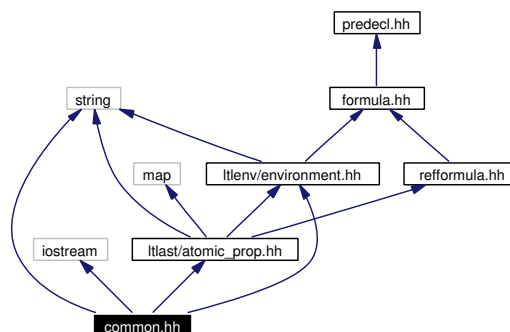 predecl.hh
string
formula.hh
map
ltlenv/environment.hh
refformula.hh
iostream
ltlast/atomic_prop.hh
common.hh